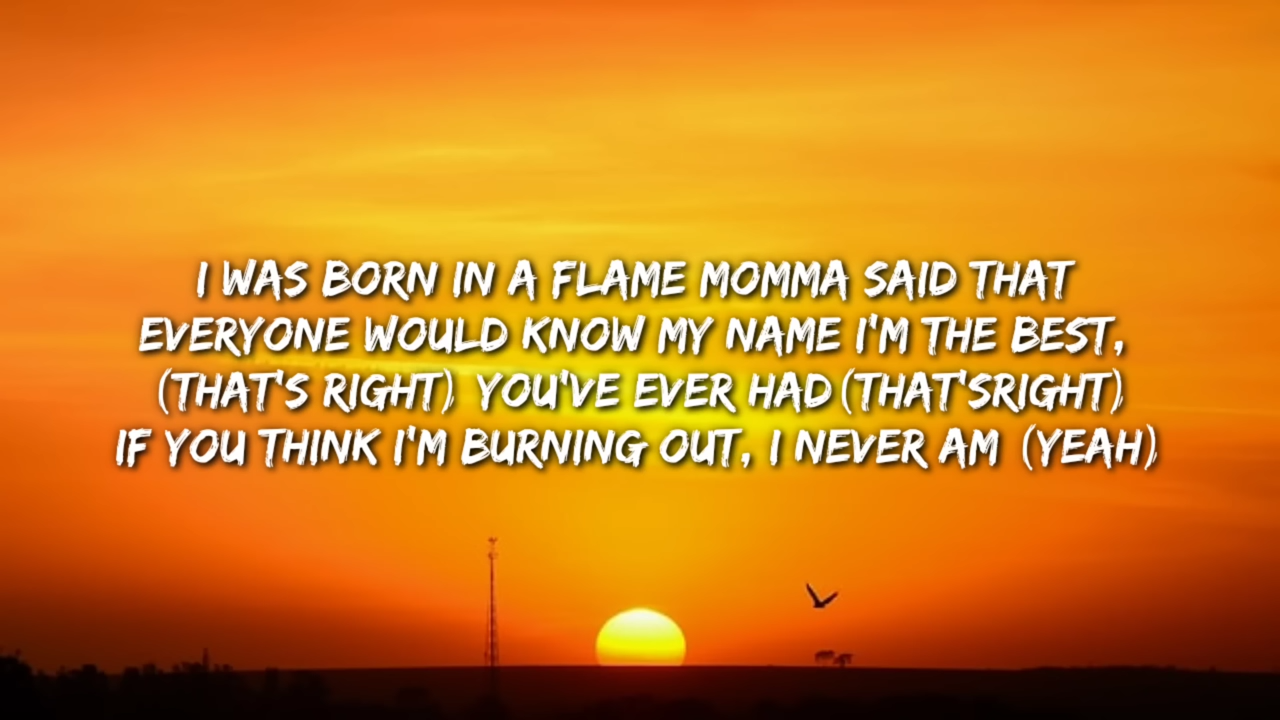 I WAS BORN IN A FLAME MOMMA SAID THAT
EVERYONE WOULD KNOW MY NAME I'M THE BEST,
(THAT'S RIGHT) YOU'VE EVER HAD (THAT'SRIGHT)
IF YOU THINK I'M BURNING OUT, I NEVER AM (YEAH)